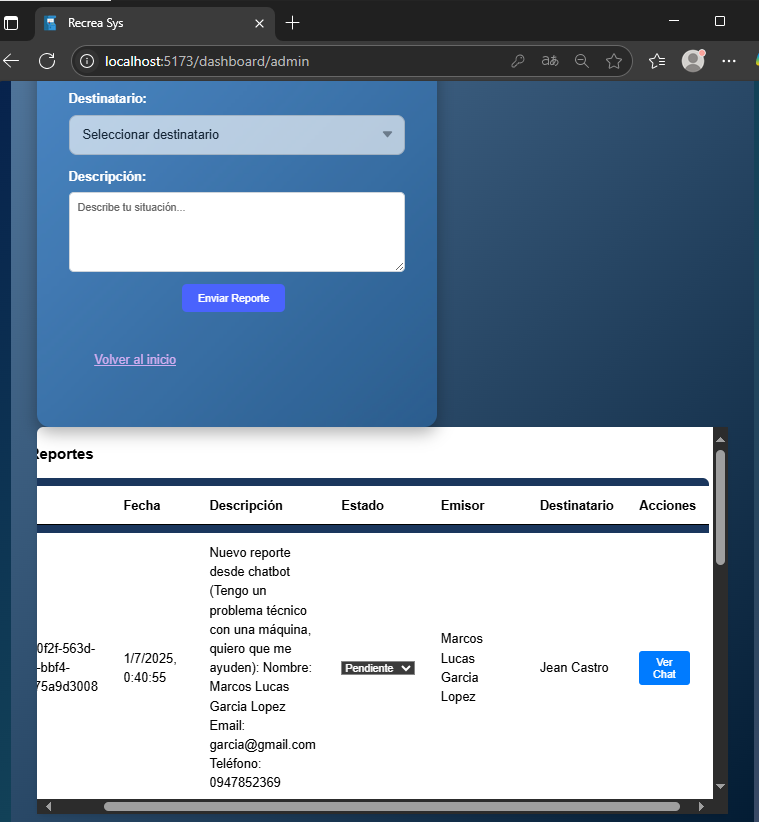 Recrea Sys
localhost:5173/dashboard/admin
Destinatario:
Seleccionar destinatario
Descripción:
Describe tu situación...
Enviar Reporte
Volver al inicio
Reportes
Fecha Descripción Estado Emisor Destinatario Acciones
Nuevo reporte
desde chatbot
(Tengo un
problema técnico
con una máquina,
quiero que me
ayuden): Nombre:
Marcos Lucas
Garcia Lopez
Email:
garcia@gmail.com
Teléfono:
0947852369
0f2f-563d-
-bbf4-
75a9d3008
1/7/2025,
0:40:55
Pendiente
Marcos
Lucas
Garcia
Lopez
Jean Castro
Ver
Chat